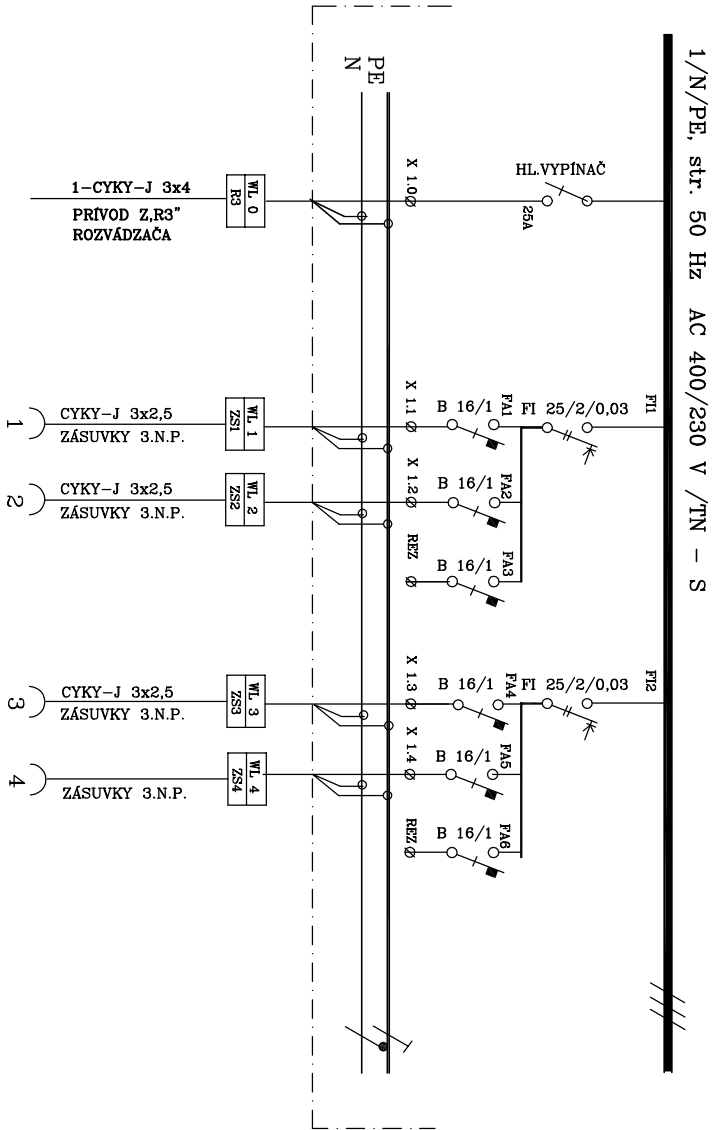 1/N/PE, str. 50 Hz AC 400/230 V /TN - S
HL.VYPÍNAČ
25A
X 1.0
PE
N
WL 0
R3
1-CYKY-J 3x4
PRÍVOD Z„R3"
ROZVÁDZAČA
FI1
FI 25/2/0,03
FA1
B 16/1
X 1.1
WL 1
ZS1
CYKY-J 3x2,5
ZÁSUVKY 3.N.P.
1
FA2
B 16/1
X 1.2
WL 2
ZS2
CYKY-J 3x2,5
ZÁSUVKY 3.N.P.
2
FA3
B 16/1
REZ
FI2
FI 25/2/0,03
FA4
B 16/1
X 1.3
WL 3
ZS3
CYKY-J 3x2,5
ZÁSUVKY 3.N.P.
3
FA5
B 16/1
X 1.4
WL 4
ZS4
ZÁSUVKY 3.N.P.
4
FA6
B 16/1
REZ